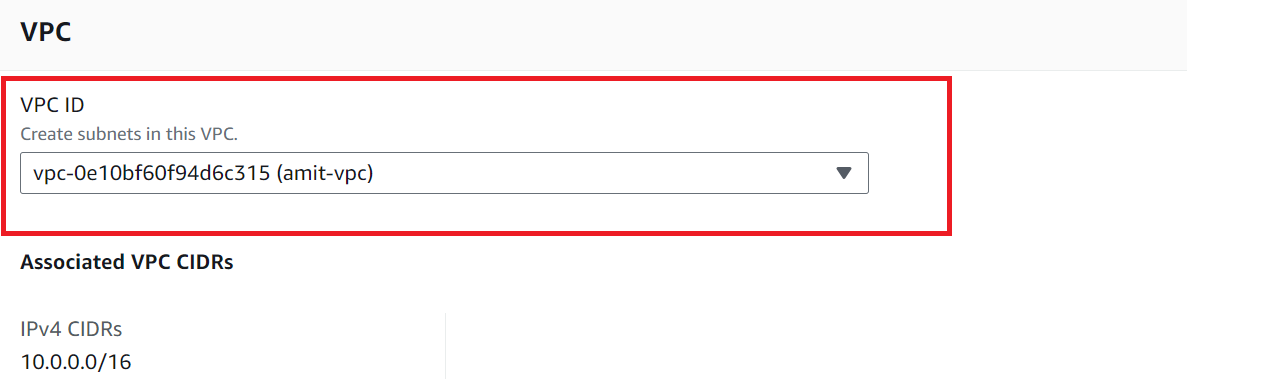 VPC
VPC ID
Create subnets in this VPC.
vpc-0e10bf60f94d6c315 (amit-vpc)
Associated VPC CIDRs
IPv4 CIDRs
10.0.0.0/16